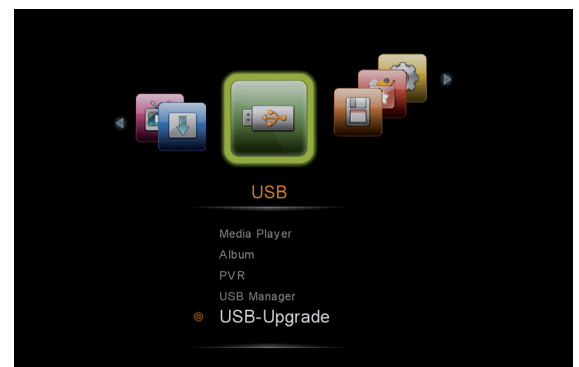 USB
Media Player
Album
PVR
USB Manager
USB-Upgrade